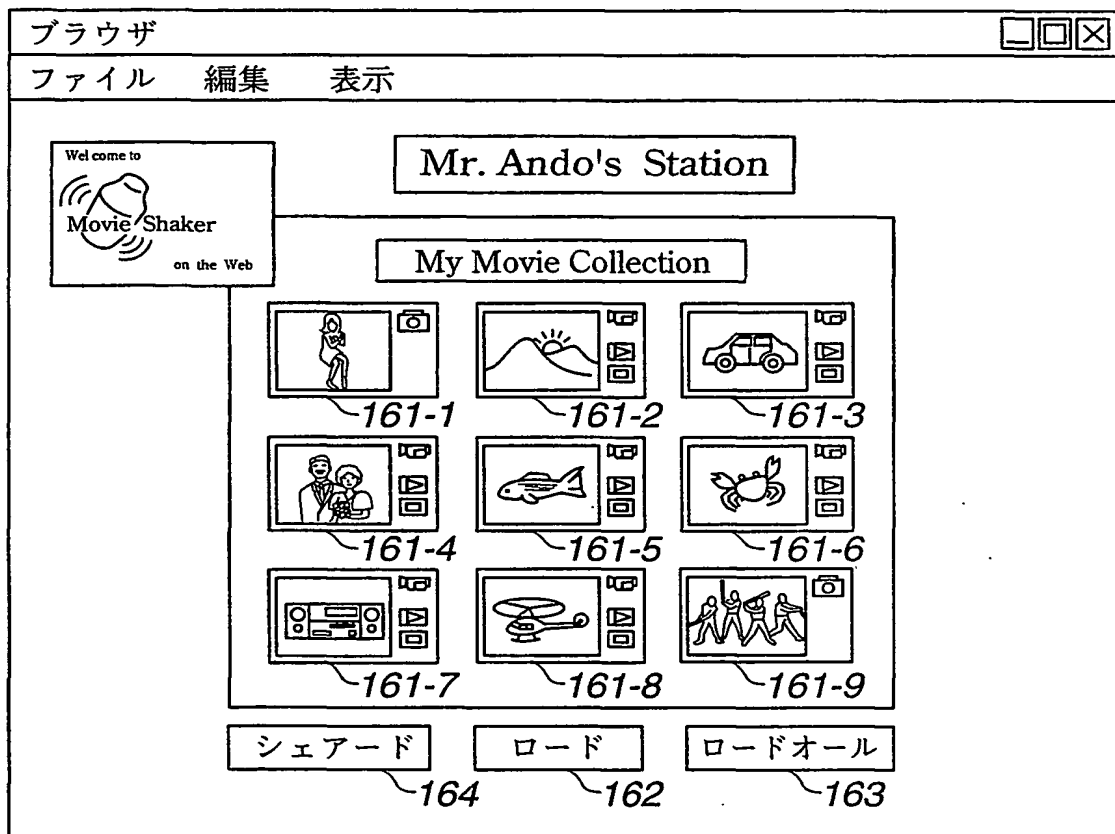 ブラウザ
ファイル 編集 表示
Welcome to
Movie Shaker
on the Web
Mr. Ando's Station
My Movie Collection
161-1 161-2 161-3
161-4 161-5 161-6
161-7 161-8 161-9
シェアード ロード ロードオール
164 162 163